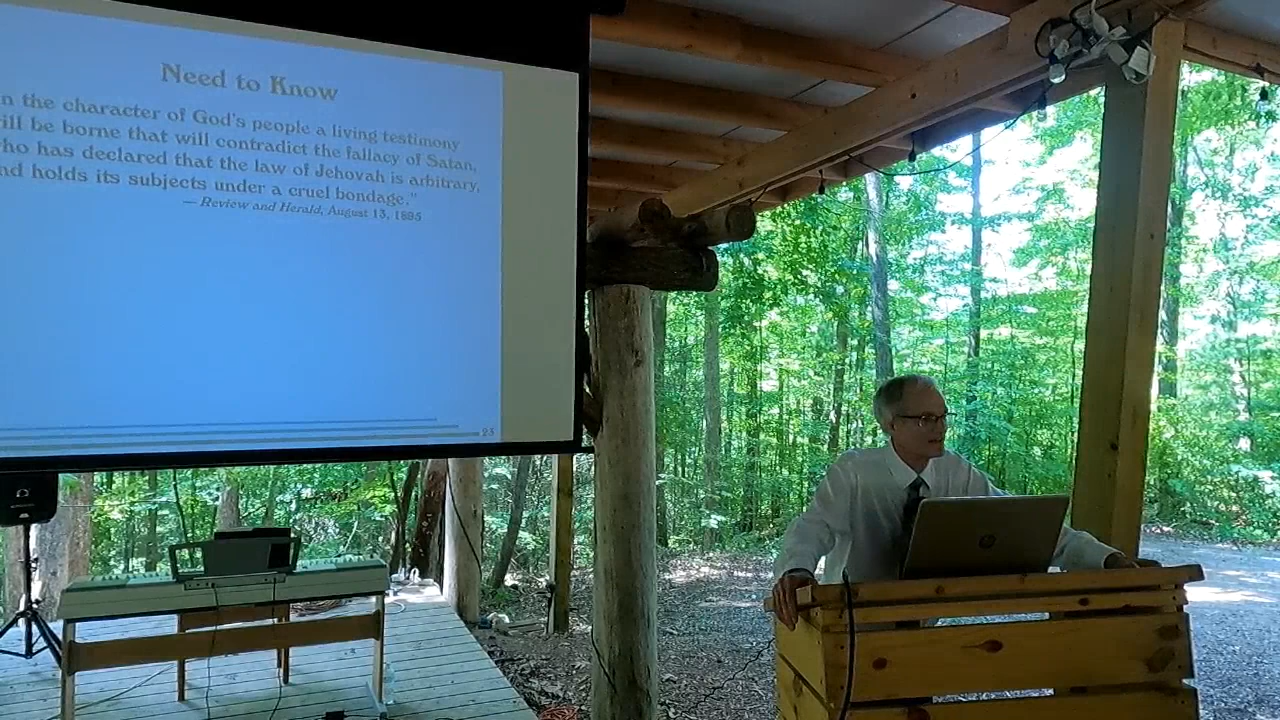 Need to Know
n the character of God's people a living testimony
ill be borne that will contradict the fallacy of Satan,
ho has declared that the law of Jehovah is arbitrary,
nd holds its subjects under a cruel bondage."
— Review and Herald, August 13, 1895
25